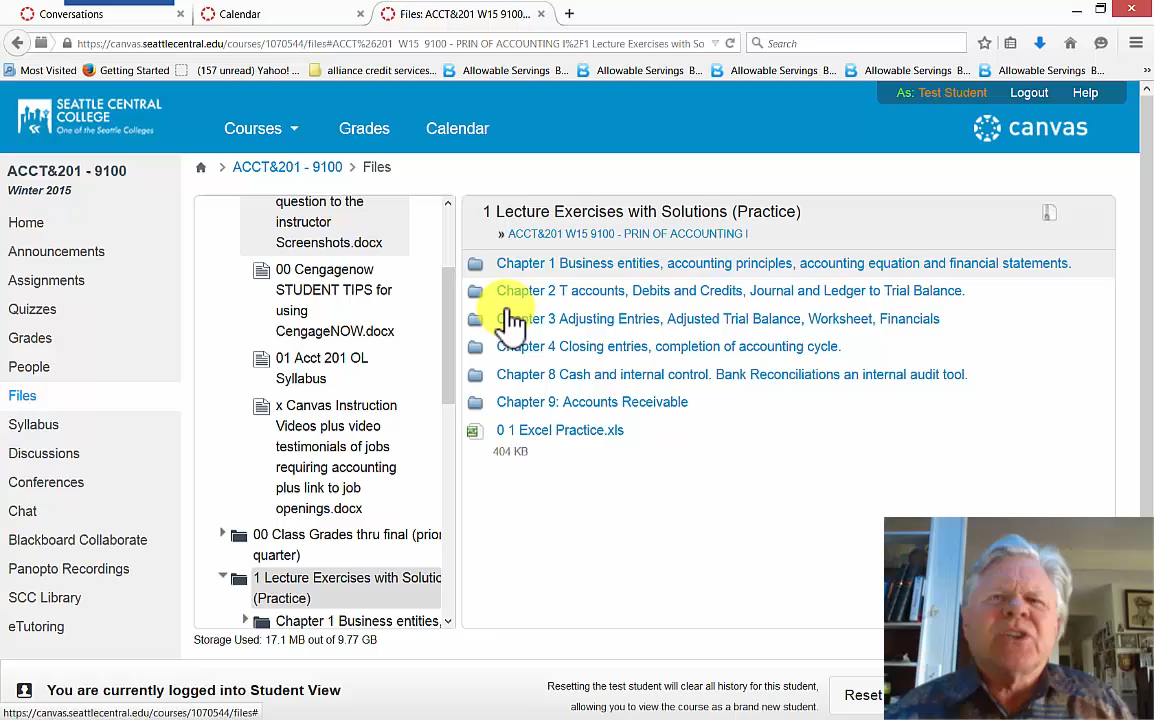 Conversations
Calendar
Files: ACCT&201 W15 9100...
https://canvas.seattlecentral.edu/courses/1070544/files#ACCT%26201 W15 9100 - PRIN OF ACCOUNTING I%2F1 Lecture Exercises with So
Search
Most Visited
Getting Started
(157 unread) Yahoo! ...
alliance credit services...
Allowable Servings B...
Allowable Servings B...
Allowable Servings B...
Allowable Servings B...
Allowable Servings B...
SEATTLE CENTRAL
COLLEGE
One of the Seattle Colleges
Courses
Grades
Calendar
As: Test Student
Logout
Help
canvas
ACCT&201 - 9100
Winter 2015
Home
Announcements
Assignments
Quizzes
Grades
People
Files
Syllabus
Discussions
Conferences
Chat
Blackboard Collaborate
Panopto Recordings
SCC Library
eTutoring
ACCT&201 - 9100 > Files
question to the
instructor
Screenshots.docx
00 Cengagenow
STUDENT TIPS for
using
CengageNOW.docx
01 Acct 201 OL
Syllabus
x Canvas Instruction
Videos plus video
testimonials of jobs
requiring accounting
plus link to job
openings.docx
00 Class Grades thru final (prior
quarter)
1 Lecture Exercises with Solutio
(Practice)
Chapter 1 Business entities,
Storage Used: 17.1 MB out of 9.77 GB
1 Lecture Exercises with Solutions (Practice)
» ACCT&201 W15 9100 - PRIN OF ACCOUNTING I
Chapter 1 Business entities, accounting principles, accounting equation and financial statements.
Chapter 2 T accounts, Debits and Credits, Journal and Ledger to Trial Balance.
Chapter 3 Adjusting Entries, Adjusted Trial Balance, Worksheet, Financials
Chapter 4 Closing entries, completion of accounting cycle.
Chapter 8 Cash and internal control. Bank Reconciliations an internal audit tool.
Chapter 9: Accounts Receivable
0 1 Excel Practice.xls
404 KB
You are currently logged into Student View
Resetting the test student will clear all history for this student,
allowing you to view the course as a brand new student.
Reset
https://canvas.seattlecentral.edu/courses/1070544/files#